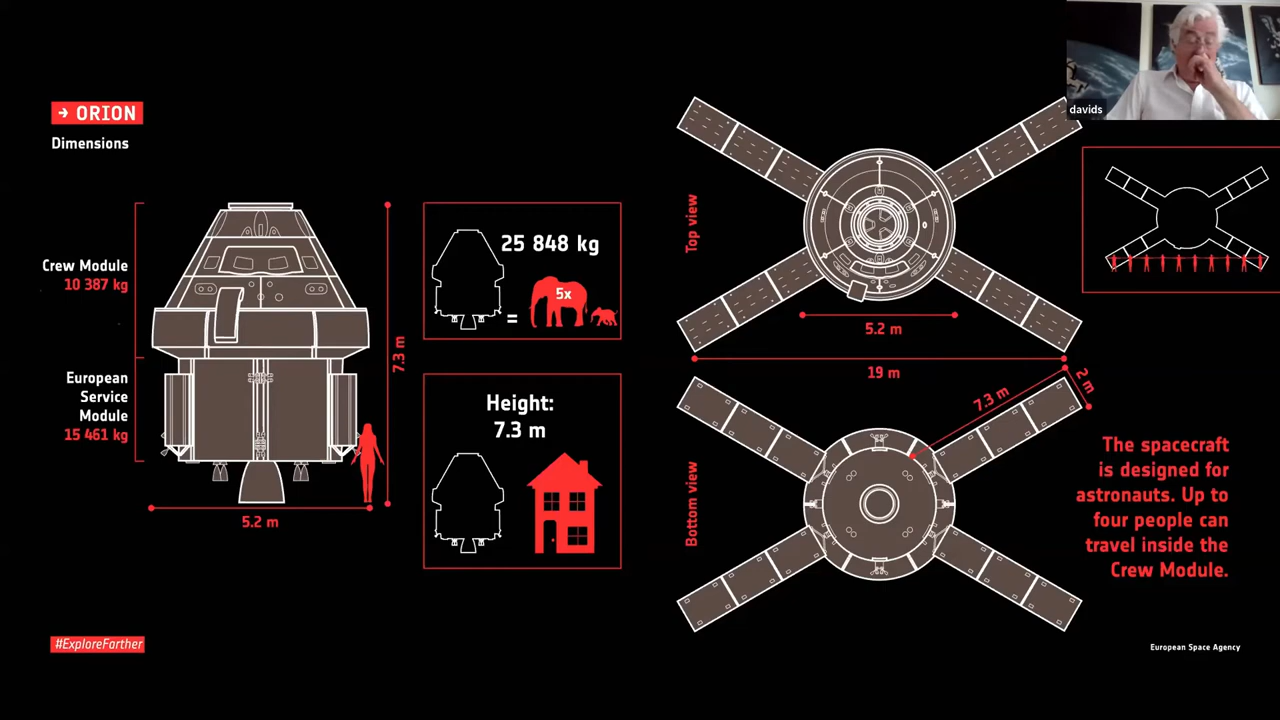 → ORION
Dimensions
Crew Module
10 387 kg
European
Service
Module
15 461 kg
7.3 m
5.2 m
25 848 kg
=
5x
Height:
7.3 m
Top view
5.2 m
19 m
7.3 m
2 m
Bottom view
davids
The spacecraft
is designed for
astronauts. Up to
four people can
travel inside the
Crew Module.
#ExploreFarther
European Space Agency